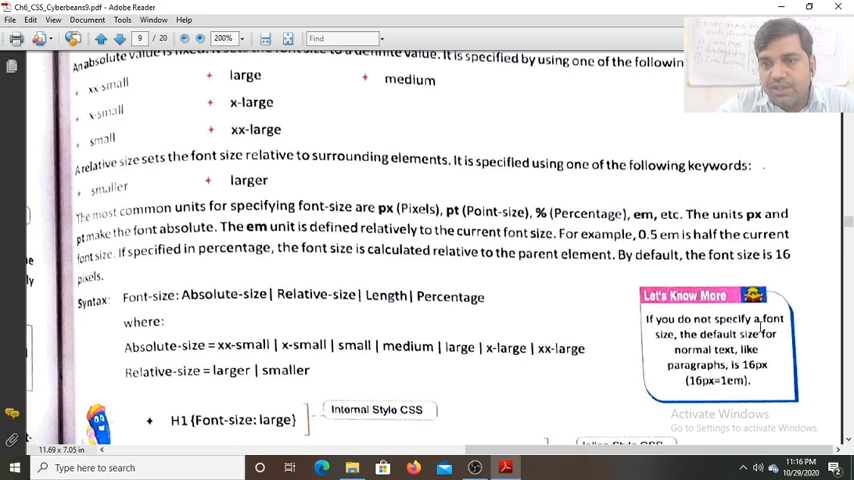 Ch6_CSS_Cyberbeans9.pdf - Adobe Reader
File Edit View Document Tools Window Help
9 / 20 200% Find
An absolute value is fixed. It sets the font size to a definite value. It is specified by using one of the following
xx-small large medium
x-small x-large
small xx-large
A relative size sets the font size relative to surrounding elements. It is specified using one of the following keywords:
smaller larger
The most common units for specifying font-size are px (Pixels), pt (Point-size), % (Percentage), em, etc. The units px and
pt make the font absolute. The em unit is defined relatively to the current font size. For example, 0.5 em is half the current
font size. If specified in percentage, the font size is calculated relative to the parent element. By default, the font size is 16
pixels.
Syntax: Font-size: Absolute-size| Relative-size| Length| Percentage
where:
Absolute-size = xx-small | x-small | small | medium | large | x-large | xx-large
Relative-size = larger | smaller
Let's Know More
If you do not specify a font
size, the default size for
normal text, like
paragraphs, is 16px
(16px=1em).
H1 {Font-size: large} Internal Style CSS
Activate Windows
Go to Settings to activate Windows.
11.69 x 7.05 in
Type here to search
11:16 PM
10/29/2020